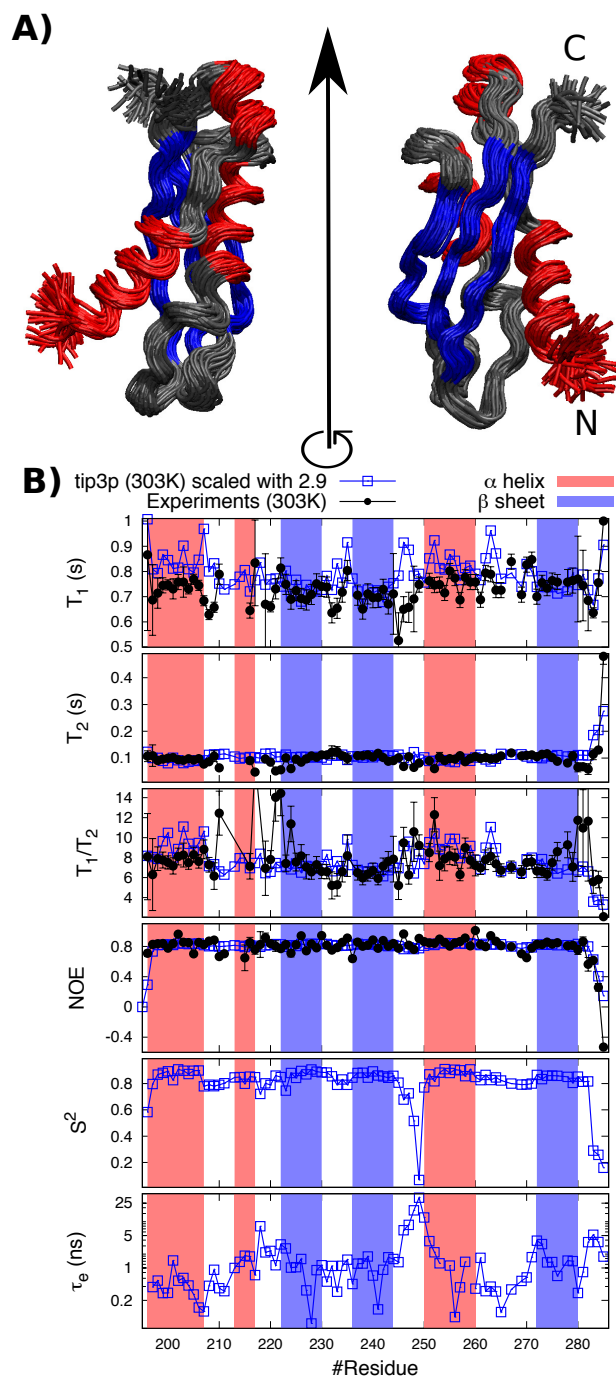 A)
C
N
B)
tip3p (303K) scaled with 2.9
Experiments (303K)
α helix
β sheet
1
0.9
0.8
0.7
0.6
0.5
T1 (s)
0.4
0.3
0.2
0.1
T2 (s)
14
12
10
8
6
4
T1/T2
0.8
0.4
0
-0.4
NOE
0.8
0.6
0.4
0.2
S2
25
5
1
0.2
τe (ns)
200 210 220 230 240 250 260 270 280
#Residue